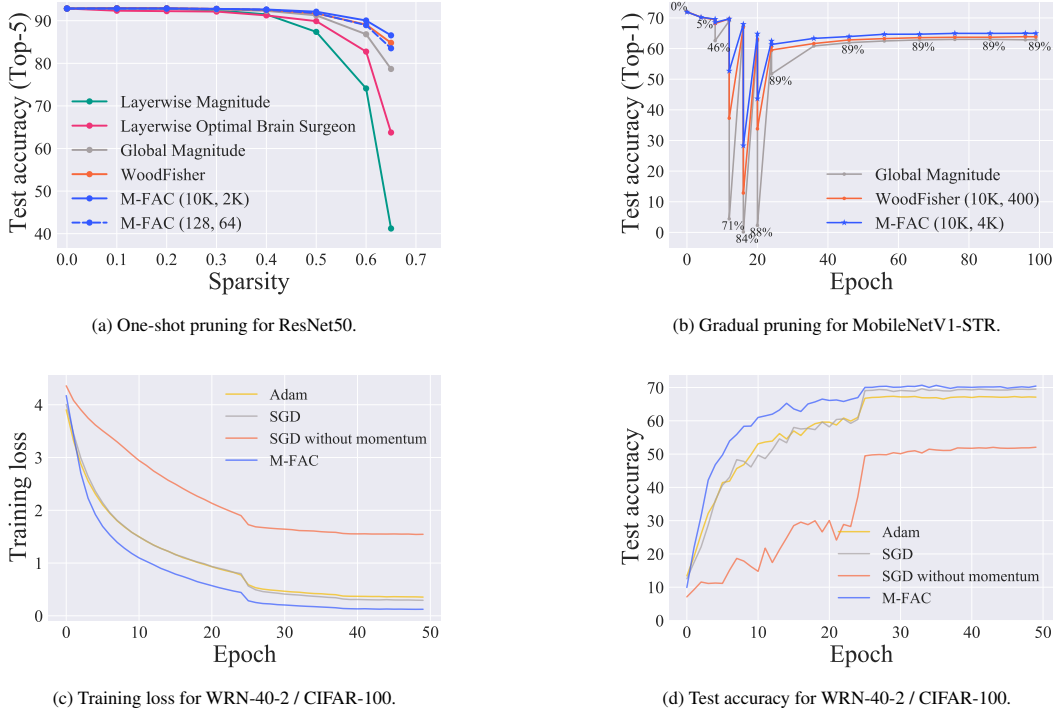 Test accuracy (Top-5)
90
80
70
60
50
40
Layerwise Magnitude
Layerwise Optimal Brain Surgeon
Global Magnitude
WoodFisher
M-FAC (10K, 2K)
M-FAC (128, 64)
0.0 0.1 0.2 0.3 0.4 0.5 0.6 0.7
Sparsity
(a) One-shot pruning for ResNet50.
Test accuracy (Top-1)
70
60
50
40
30
20
10
0
0%
5%
46%
71%
84%
88%
89%
89% 89% 89% 89%
Global Magnitude
WoodFisher (10K, 400)
M-FAC (10K, 4K)
0 20 40 60 80 100
Epoch
(b) Gradual pruning for MobileNetV1-STR.
Training loss
4
3
2
1
0
Adam
SGD
SGD without momentum
M-FAC
0 10 20 30 40 50
Epoch
(c) Training loss for WRN-40-2 / CIFAR-100.
Test accuracy
70
60
50
40
30
20
10
0
Adam
SGD
SGD without momentum
M-FAC
0 10 20 30 40 50
Epoch
(d) Test accuracy for WRN-40-2 / CIFAR-100.